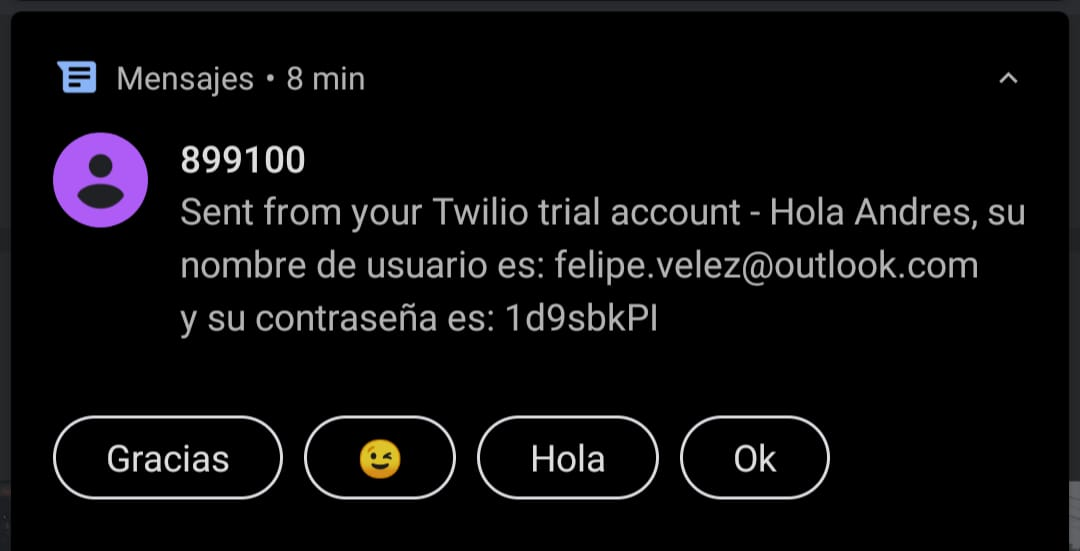 Mensajes • 8 min
899100
Sent from your Twilio trial account - Hola Andres, su
nombre de usuario es: felipe.velez@outlook.com
y su contraseña es: 1d9sbkPI
Gracias
😉
Hola
Ok